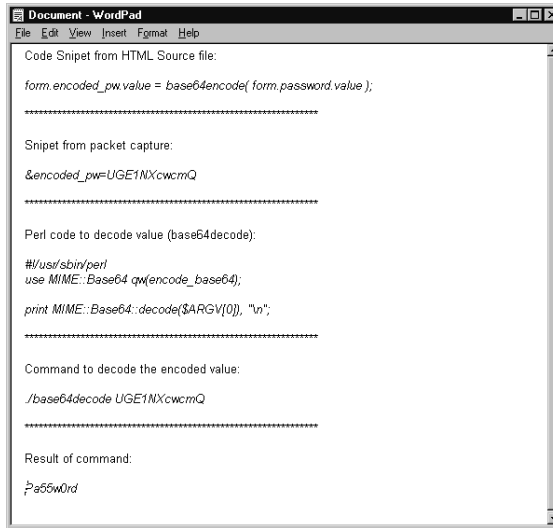 Document - WordPad
File Edit View Insert Format Help
Code Snipet from HTML Source file:
form.encoded_pw.value = base64encode( form.password.value );
****************************************************************
Snipet from packet capture:
&encoded_pw=UGE1NXcwcmQ
****************************************************************
Perl code to decode value (base64decode):
#!/usr/sbin/perl
use MIME::Base64 qw(encode_base64);
print MIME::Base64::decode($ARGV[0]), "\n";
****************************************************************
Command to decode the encoded value:
./base64decode UGE1NXcwcmQ
****************************************************************
Result of command:
Pa55w0rd